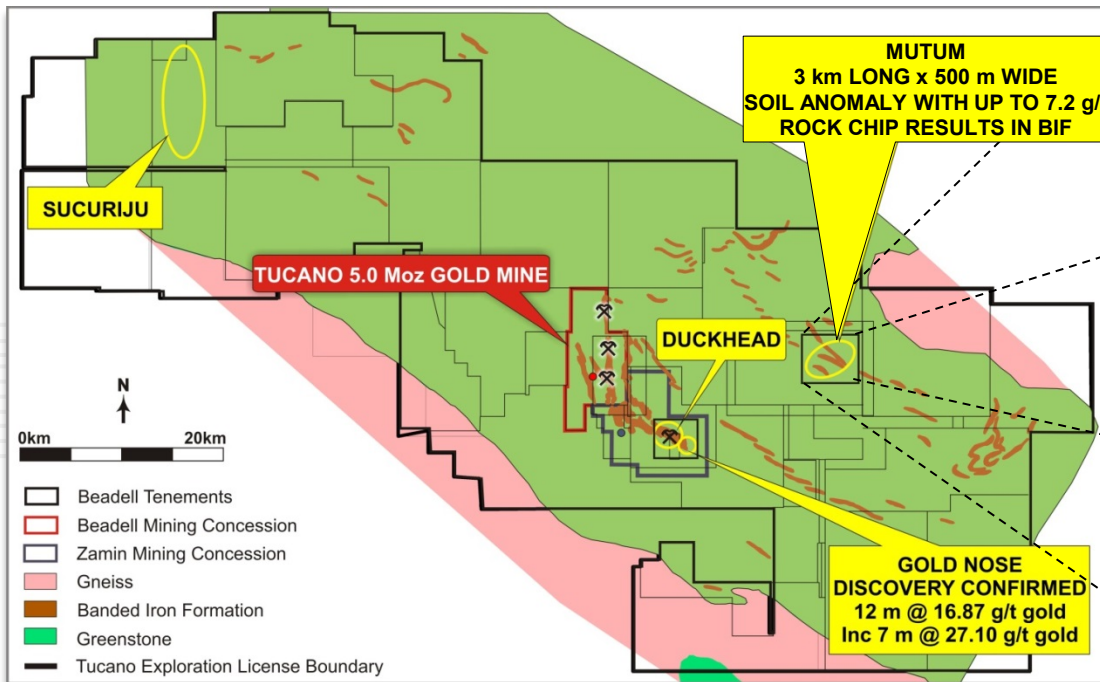 MUTUM
3 km LONG x 500 m WIDE
SOIL ANOMALY WITH UP TO 7.2 g/
ROCK CHIP RESULTS IN BIF
SUCURIJU
TUCANO 5.0 Moz GOLD MINE
DUCKHEAD
N
0km 20km
Beadell Tenements
Beadell Mining Concession
Zamin Mining Concession
Gneiss
Banded Iron Formation
Greenstone
Tucano Exploration License Boundary
GOLD NOSE
DISCOVERY CONFIRMED
12 m @ 16.87 g/t gold
Inc 7 m @ 27.10 g/t gold